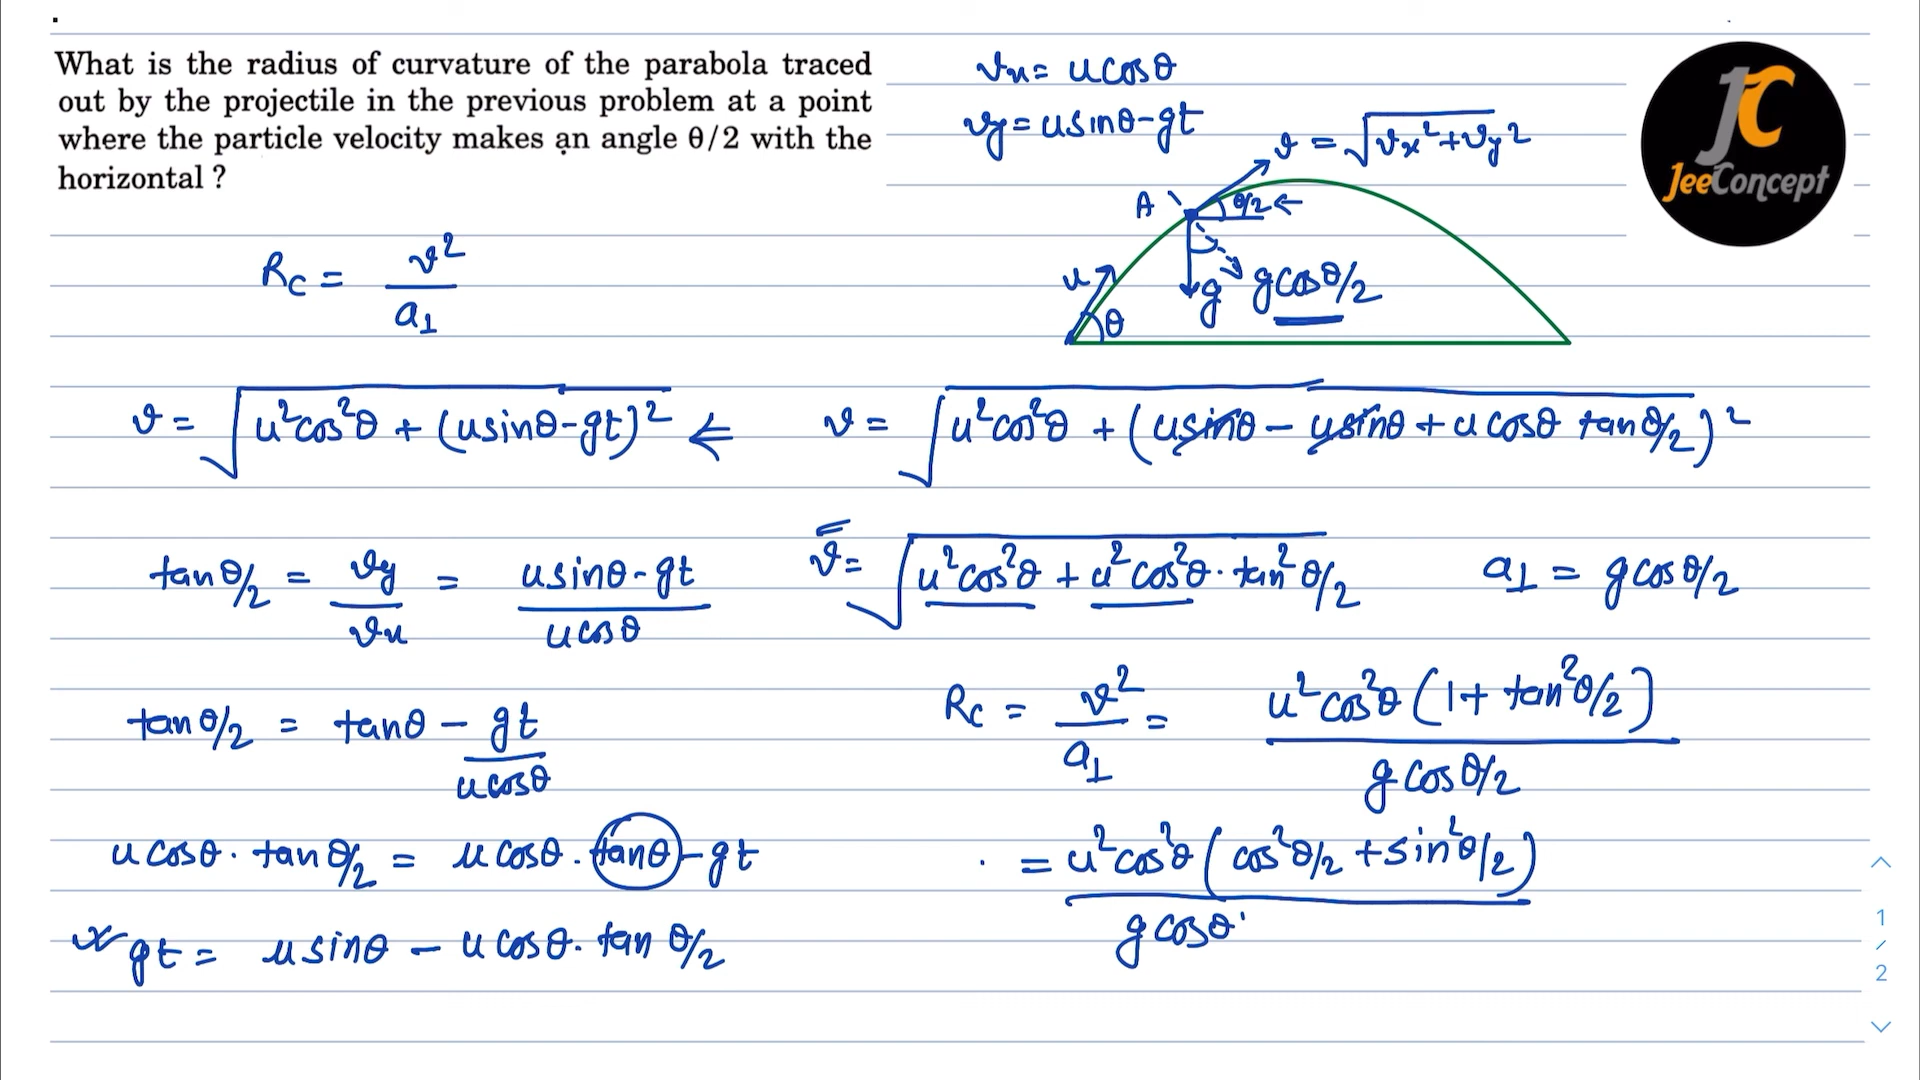 What is the radius of curvature of the parabola traced
out by the projectile in the previous problem at a point
where the particle velocity makes an angle θ/2 with the
horizontal ?
vx = ucosθ
vy = usinθ-gt
v = √(vx²+vy²)
A
θ/2
u
θ
g
gcosθ/2
JC
JeeConcept
Rc = v²/a⊥
v = √(u²cos²θ + (usinθ-gt)²) ⇐
v = √(u²cos²θ + (usinθ - usinθ + ucosθ tanθ/2)²)
tanθ/2 = vy/vx = (usinθ-gt)/(ucosθ)
v = √(u²cos²θ + u²cos²θ·tan²θ/2)
a⊥ = gcosθ/2
tanθ/2 = tanθ - gt/(ucosθ)
Rc = v²/a⊥ = u²cos²θ(1+tan²θ/2)/(gcosθ/2)
ucosθ·tanθ/2 = ucosθ·tanθ-gt
= u²cos²θ(cos²θ/2+sin²θ/2)/(gcosθ
gt = usinθ - ucosθ·tanθ/2
1
/
2